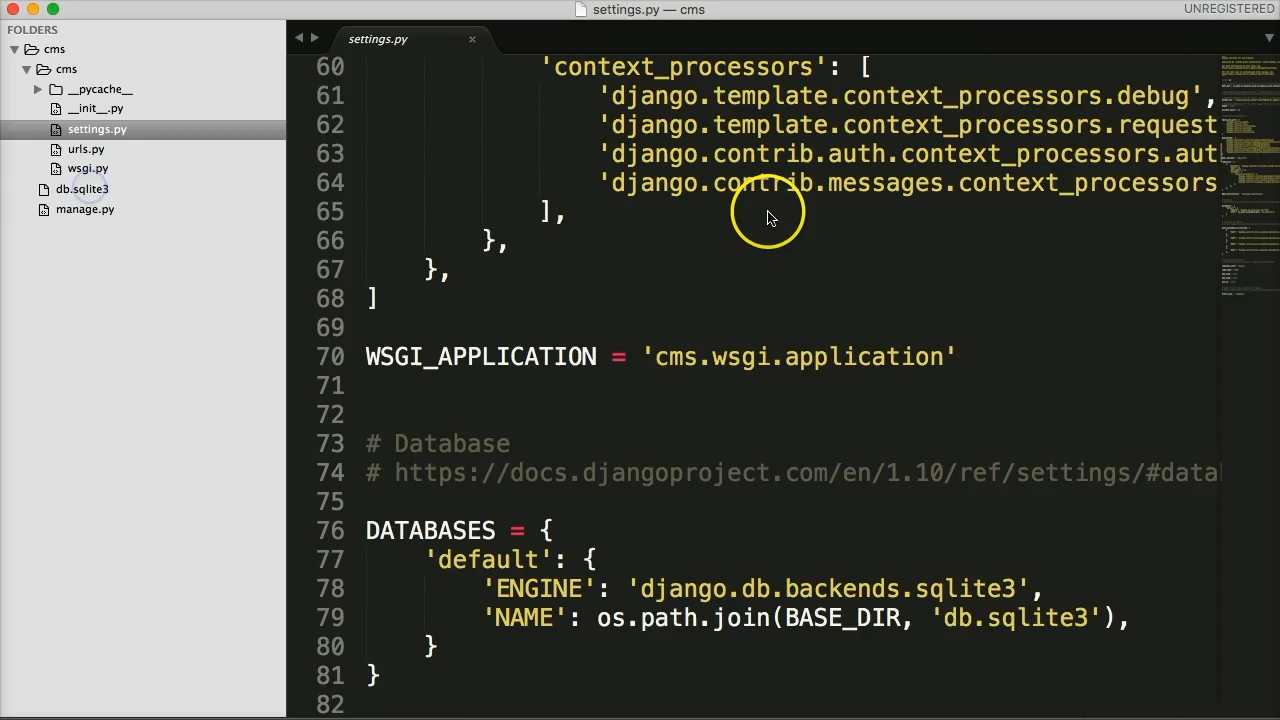 settings.py — cms
UNREGISTERED
FOLDERS
cms
cms
__pycache__
__init__.py
settings.py
urls.py
wsgi.py
db.sqlite3
manage.py
settings.py
60 'context_processors': [
61 'django.template.context_processors.debug',
62 'django.template.context_processors.request
63 'django.contrib.auth.context_processors.aut
64 'django.contrib.messages.context_processors
65 ],
66 },
67 },
68 ]
69
70 WSGI_APPLICATION = 'cms.wsgi.application'
71
72
73 # Database
74 # https://docs.djangoproject.com/en/1.10/ref/settings/#datal
75
76 DATABASES = {
77 'default': {
78 'ENGINE': 'django.db.backends.sqlite3',
79 'NAME': os.path.join(BASE_DIR, 'db.sqlite3'),
80 }
81 }
82